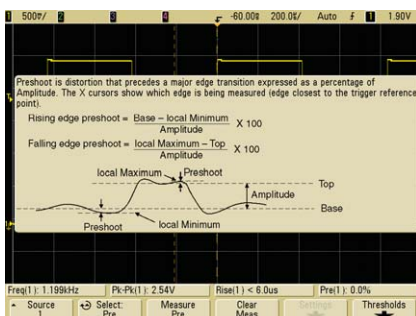 1 500▿/ 2 3 4 -60.00▿ 200.0▿/ Auto 1 1.90V
Preshoot is distortion that precedes a major edge transition expressed as a percentage of
Amplitude. The X cursors show which edge is being measured (edge closest to the trigger reference
point).
Rising edge preshoot = Base – local Minimum / Amplitude X 100
Falling edge preshoot = local Maximum – Top / Amplitude X 100
local Maximum Preshoot
Top
Amplitude
Base
Preshoot local Minimum
Freq(1): 1.199kHz Pk-Pk(1): 2.54V Rise(1) < 6.0us Pre(1): 0.0%
Source Select: Measure Clear Settings Thresholds
1 Pre Pre Meas